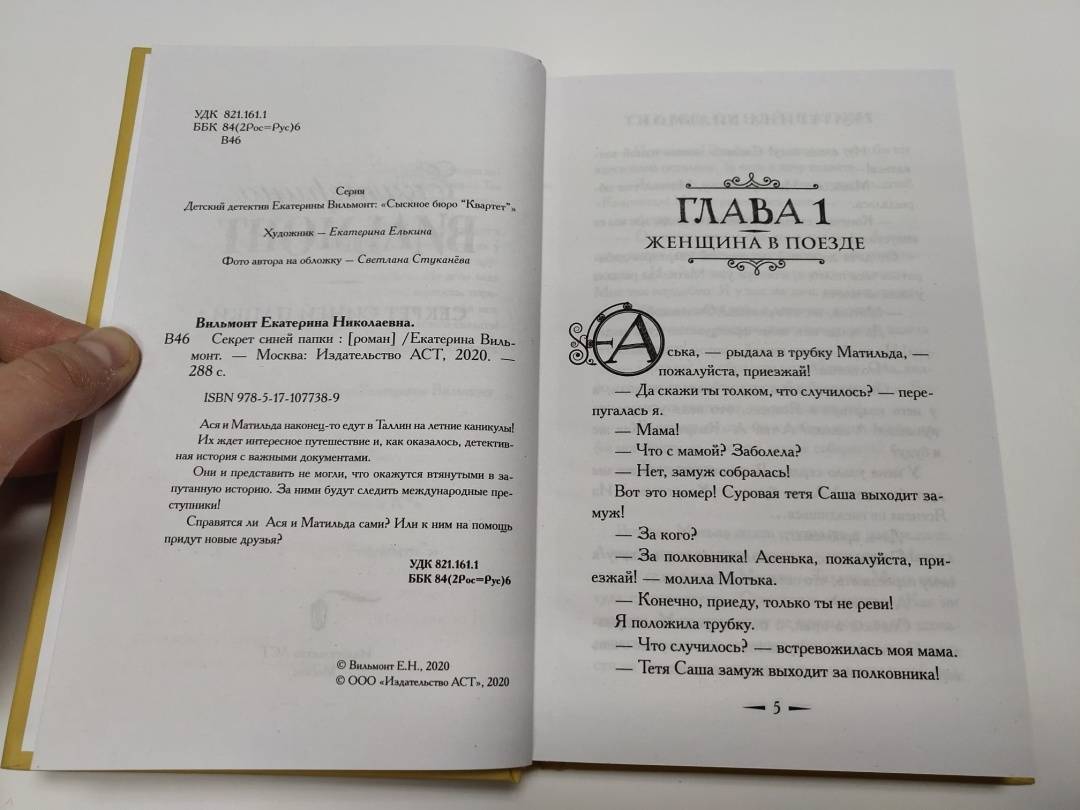 УДК 821.161.1
ББК 84(2Рос=Рус)6
В46
Серия
Детский детектив Екатерины Вильмонт: «Сыскное бюро "Квартет"»
Художник — Екатерина Елькина
Фото автора на обложку — Светлана Стуканёва
Вильмонт Екатерина Николаевна.
В46 Секрет синей папки : [роман] /Екатерина Виль-
монт. — Москва: Издательство АСТ, 2020. —
288 с.
ISBN 978-5-17-107738-9
Ася и Матильда наконец-то едут в Таллин на летние каникулы!
Их ждет интересное путешествие и, как оказалось, детектив-
ная история с важными документами.
Они и представить не могли, что окажутся втянутыми в за-
путанную историю. За ними будут следить международные пре-
ступники!
Справятся ли Ася и Матильда сами? Или к ним на помощь
придут новые друзья?
УДК 821.161.1
ББК 84(2Рос=Рус)6
© Вильмонт Е.Н., 2020
© ООО «Издательство АСТ», 2020
ГЛАВА 1
ЖЕНЩИНА В ПОЕЗДЕ
Аська, — рыдала в трубку Матильда, —
пожалуйста, приезжай!
— Да скажи ты толком, что случилось? — пере-
пугалась я.
— Мама!
— Что с мамой? Заболела?
— Нет, замуж собралась!
Вот это номер! Суровая тетя Саша выходит за-
муж!
— За кого?
— За полковника! Асенька, пожалуйста, при-
езжай! — молила Мотька.
— Конечно, приеду, только ты не реви!
Я положила трубку.
— Что случилось? — встревожилась моя мама.
— Тетя Саша замуж выходит за полковника!
5